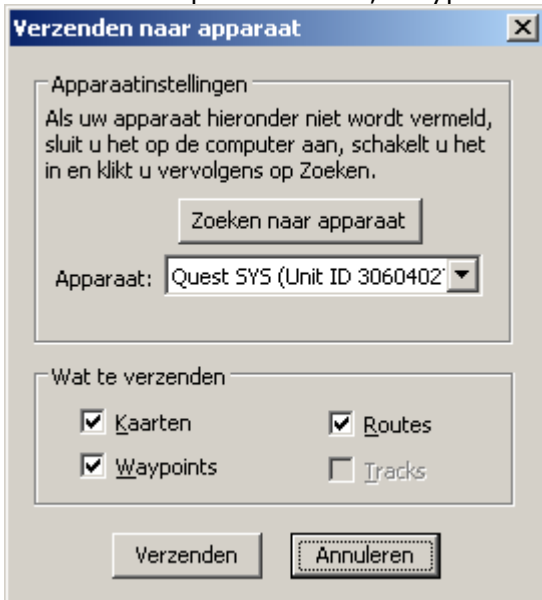 Verzenden naar apparaat
Apparaatinstellingen
Als uw apparaat hieronder niet wordt vermeld,
sluit u het op de computer aan, schakelt u het
in en klikt u vervolgens op Zoeken.
Zoeken naar apparaat
Apparaat: Quest SYS (Unit ID 3060402
Wat te verzenden
Kaarten
Routes
Waypoints
Tracks
Verzenden
Annuleren